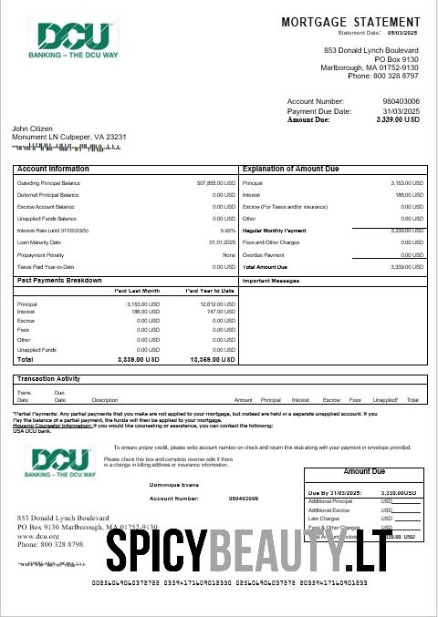 DCU
BANKING – THE DCU WAY
MORTGAGE STATEMENT
Statement Date: 05/03/2025
853 Donald Lynch Boulevard
PO Box 9130
Marlborough, MA 01752-9130
Phone: 800 328 8797
Account Number: 980403006
Payment Due Date: 31/03/2025
Amount Due: 3,339.00 USD
John Citizen
Monument LN Culpeper, VA 23231
Account Information
Outstanding Principal Balance
Deferred Principal Balance 0.00 USD
Escrow Account Balance 0.00 USD
Unapplied Funds Balance 0.00 USD
Interest Rate (until 31/03/2025)
Loan Maturity Date 01.01.2025
Prepayment Penalty None
Taxes Paid Year-to-Date 0.00 USD
Explanation of Amount Due
Principal 3,153.00 USD
Interest 186.00 USD
Escrow (For Taxes and/or insurance) 0.00 USD
Other 0.00 USD
Regular Monthly Payment 3,339.00 USD
Fees and Other Charges 0.00 USD
Overdue Payment 0.00 USD
Total Amount Due 3,339.00 USD
Past Payments Breakdown
Paid Last Month Paid Year to Date
Principal 3,153.00 USD 12,612.00 USD
Interest 186.00 USD 747.00 USD
Escrow 0.00 USD 0.00 USD
Fees 0.00 USD 0.00 USD
Other 0.00 USD 0.00 USD
Unapplied Funds 0.00 USD 0.00 USD
Total 3,339.00 USD 13,359.00 USD
Important Messages
Transaction Activity
Trans. Date Due Date Description Amount Principal Interest Escrow Fees Unapplied* Total
*Partial Payments: Any partial payments that you make are not applied to your mortgage, but instead are held in a separate unapplied account. If you
Pay the balance of a partial payment, the funds will then be applied to your mortgage.
Housing Counselor Information: If you would like counseling or assistance, you can contact the following:
USA DCU bank.
To ensure proper credit, please write account number on check and return this stub along with your payment in envelope provided.
DCU
BANKING – THE DCU WAY
Please check this box and complete reverse side if there
is a change in billing address or insurance information.
Dominique Evans
Account Number: 980403006
Amount Due
Due By 31/03/2025: 3,339.00USD
Additional Principal USD
Additional Escrow USD
Late Charges USD
853 Donald Lynch Boulevard
PO Box 9130 Marlborough, MA 01752-9130
www.dcu.org
Phone: 800 328 8798
SPICYBEAUTY.LT